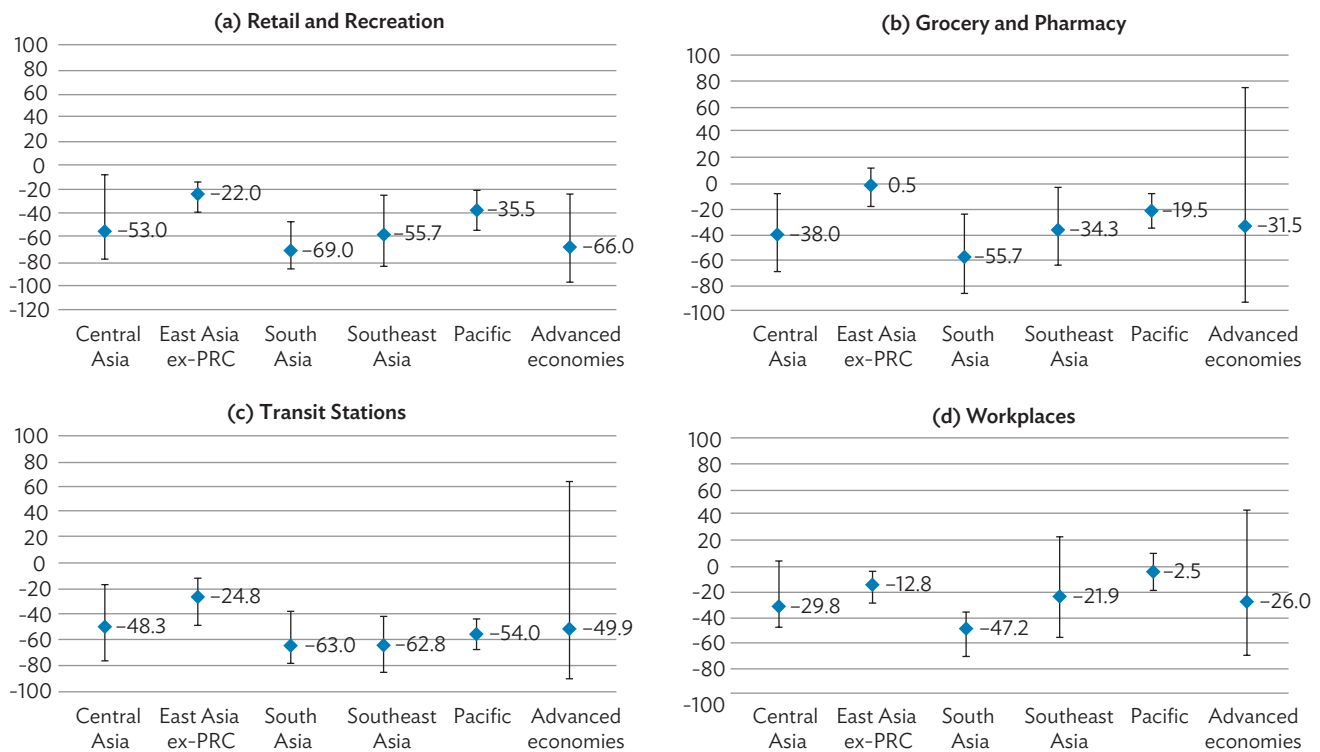 (a) Retail and Recreation
100
80
60
40
20
0
-20
-40
-60
-80
-100
-120
–53.0
–22.0
–69.0
–55.7
–35.5
–66.0
Central Asia
East Asia ex-PRC
South Asia
Southeast Asia
Pacific
Advanced economies
(b) Grocery and Pharmacy
100
80
60
40
20
0
-20
-40
-60
-80
-100
–38.0
0.5
–55.7
–34.3
–19.5
–31.5
Central Asia
East Asia ex-PRC
South Asia
Southeast Asia
Pacific
Advanced economies
(c) Transit Stations
100
80
60
40
20
0
-20
-40
-60
-80
-100
–48.3
–24.8
–63.0
–62.8
–54.0
–49.9
Central Asia
East Asia ex-PRC
South Asia
Southeast Asia
Pacific
Advanced economies
(d) Workplaces
100
80
60
40
20
0
-20
-40
-60
-80
-100
–29.8
–12.8
–47.2
–21.9
–2.5
–26.0
Central Asia
East Asia ex-PRC
South Asia
Southeast Asia
Pacific
Advanced economies